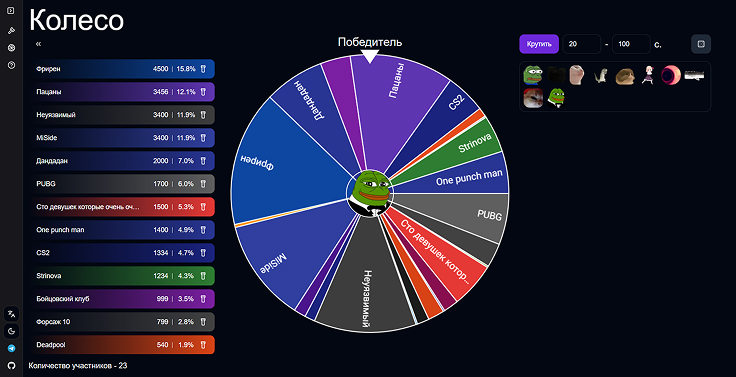 Колесо
«
Фрирен 4500 | 15.8%
Пацаны 3456 | 12.1%
Неуязвимый 3400 | 11.9%
MiSide 3400 | 11.9%
Дандадан 2000 | 7.0%
PUBG 1700 | 6.0%
Сто девушек которые очень оч... 1500 | 5.3%
One punch man 1400 | 4.9%
CS2 1334 | 4.7%
Strinova 1234 | 4.3%
Бойцовский клуб 999 | 3.5%
Форсаж 10 799 | 2.8%
Deadpool 540 | 1.9%
Количество участников - 23
Победитель
Пацаны
CS2
Strinova
One punch man
PUBG
Сто девушек котор...
Неуязвимый
MiSide
Фрирен
Дандадан
Крутить 20 - 100 с.